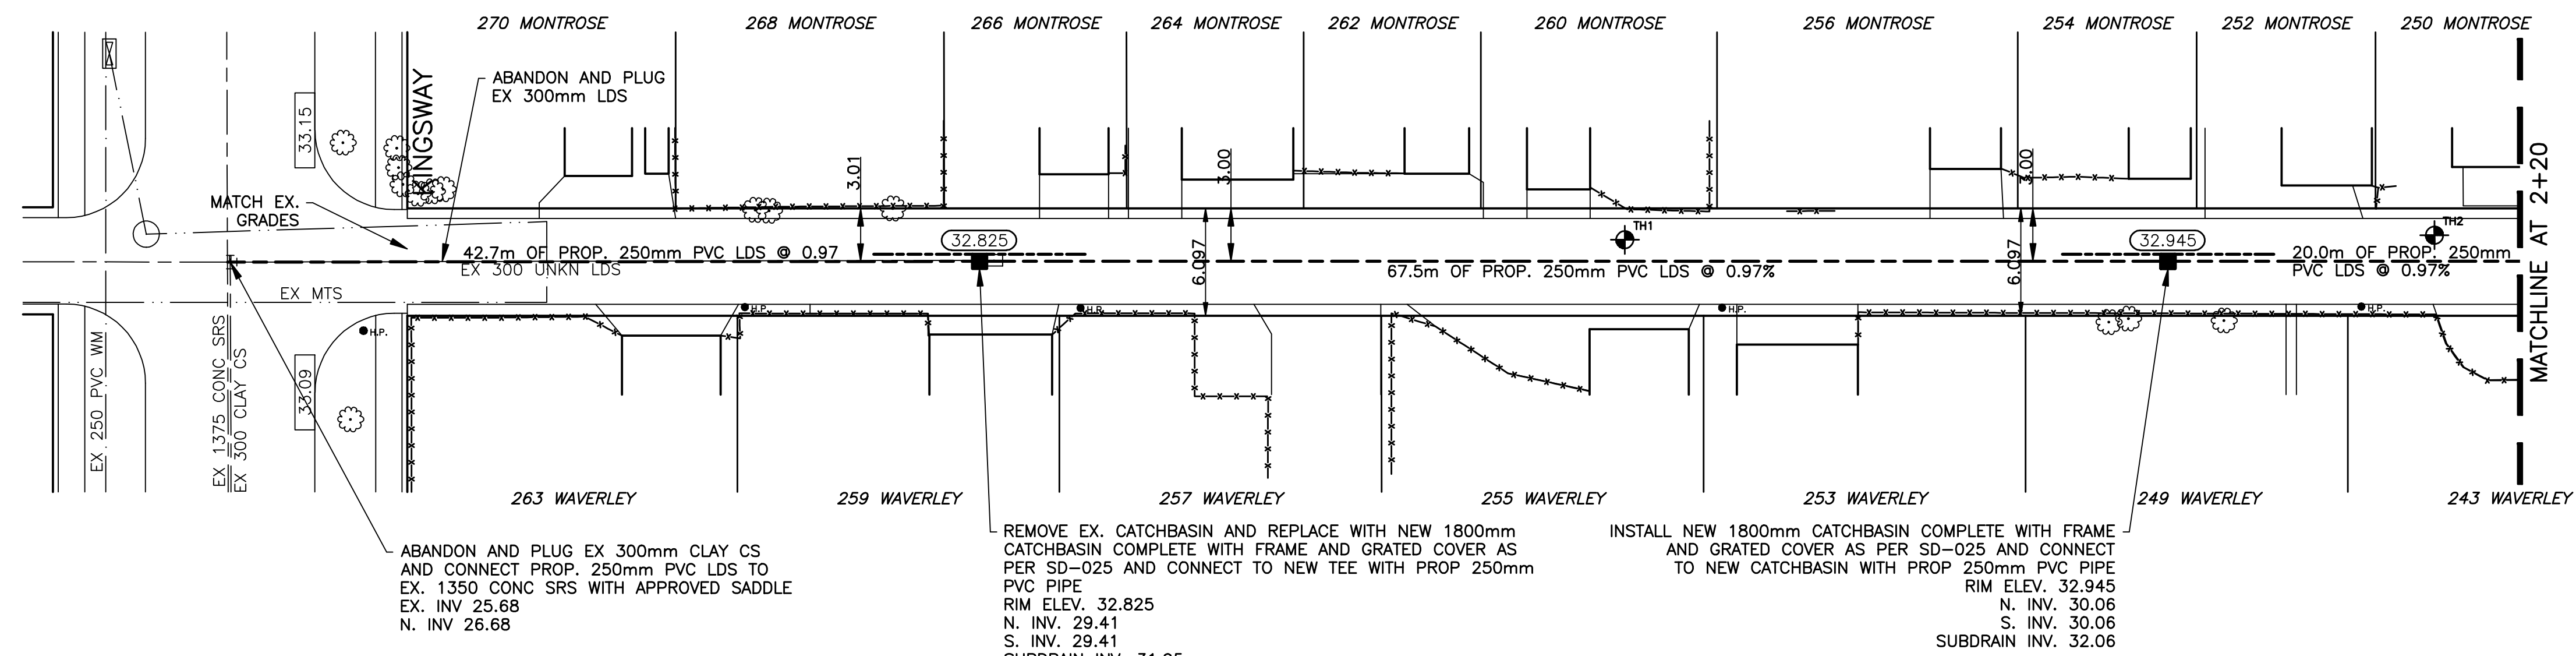 270 MONTROSE
268 MONTROSE
266 MONTROSE
264 MONTROSE
262 MONTROSE
260 MONTROSE
256 MONTROSE
254 MONTROSE
252 MONTROSE
250 MONTROSE
KINGSWAY
ABANDON AND PLUG
EX 300mm LDS
33.15
MATCH EX.
GRADES
3.01
3.00
3.00
TH1
TH2
32.825
32.945
42.7m OF PROP. 250mm PVC LDS @ 0.97
EX 300 UNKN LDS
6.097
67.5m OF PROP. 250mm PVC LDS @ 0.97%
6.097
20.0m OF PROP. 250mm
PVC LDS @ 0.97%
MATCHLINE AT 2+20
EX MTS
H.P.
H.P.
H.P.
H.P.
H.P.
EX 250 PVC WM
EX 1375 CONC SRS
EX 300 CLAY CS
33.09
263 WAVERLEY
259 WAVERLEY
257 WAVERLEY
255 WAVERLEY
253 WAVERLEY
249 WAVERLEY
243 WAVERLEY
ABANDON AND PLUG EX 300mm CLAY CS
AND CONNECT PROP. 250mm PVC LDS TO
EX. 1350 CONC SRS WITH APPROVED SADDLE
EX. INV 25.68
N. INV 26.68
REMOVE EX. CATCHBASIN AND REPLACE WITH NEW 1800mm
CATCHBASIN COMPLETE WITH FRAME AND GRATED COVER AS
PER SD-025 AND CONNECT TO NEW TEE WITH PROP 250mm
PVC PIPE
RIM ELEV. 32.825
N. INV. 29.41
S. INV. 29.41
INSTALL NEW 1800mm CATCHBASIN COMPLETE WITH FRAME
AND GRATED COVER AS PER SD-025 AND CONNECT
TO NEW CATCHBASIN WITH PROP 250mm PVC PIPE
RIM ELEV. 32.945
N. INV. 30.06
S. INV. 30.06
SUBDRAIN INV. 32.06